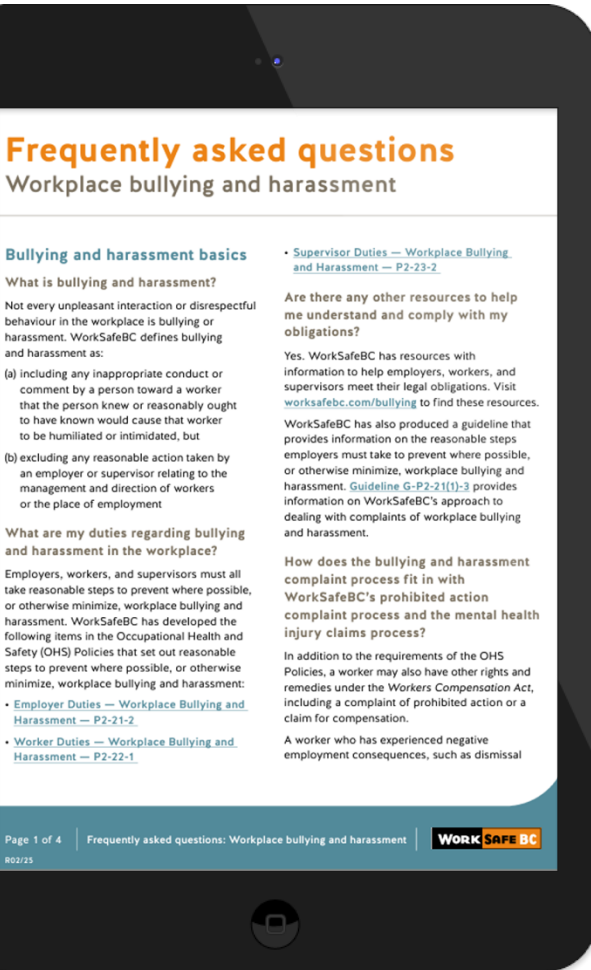 Frequently asked questions
Workplace bullying and harassment
Bullying and harassment basics
What is bullying and harassment?
Not every unpleasant interaction or disrespectful
behaviour in the workplace is bullying or
harassment. WorkSafeBC defines bullying
and harassment as:
(a) including any inappropriate conduct or
comment by a person toward a worker
that the person knew or reasonably ought
to have known would cause that worker
to be humiliated or intimidated, but
(b) excluding any reasonable action taken by
an employer or supervisor relating to the
management and direction of workers
or the place of employment
What are my duties regarding bullying
and harassment in the workplace?
Employers, workers, and supervisors must all
take reasonable steps to prevent where possible,
or otherwise minimize, workplace bullying and
harassment. WorkSafeBC has developed the
following items in the Occupational Health and
Safety (OHS) Policies that set out reasonable
steps to prevent where possible, or otherwise
minimize, workplace bullying and harassment:
• Employer Duties — Workplace Bullying and
Harassment — P2-21-2
• Worker Duties — Workplace Bullying and
Harassment — P2-22-1
• Supervisor Duties — Workplace Bullying
and Harassment — P2-23-2
Are there any other resources to help
me understand and comply with my
obligations?
Yes. WorkSafeBC has resources with
information to help employers, workers, and
supervisors meet their legal obligations. Visit
worksafebc.com/bullying to find these resources.
WorkSafeBC has also produced a guideline that
provides information on the reasonable steps
employers must take to prevent where possible,
or otherwise minimize, workplace bullying and
harassment. Guideline G-P2-21(1)-3 provides
information on WorkSafeBC's approach to
dealing with complaints of workplace bullying
and harassment.
How does the bullying and harassment
complaint process fit in with
WorkSafeBC's prohibited action
complaint process and the mental health
injury claims process?
In addition to the requirements of the OHS
Policies, a worker may also have other rights and
remedies under the Workers Compensation Act,
including a complaint of prohibited action or a
claim for compensation.
A worker who has experienced negative
employment consequences, such as dismissal
Page 1 of 4
Frequently asked questions: Workplace bullying and harassment
WORK SAFE BC
R02/25